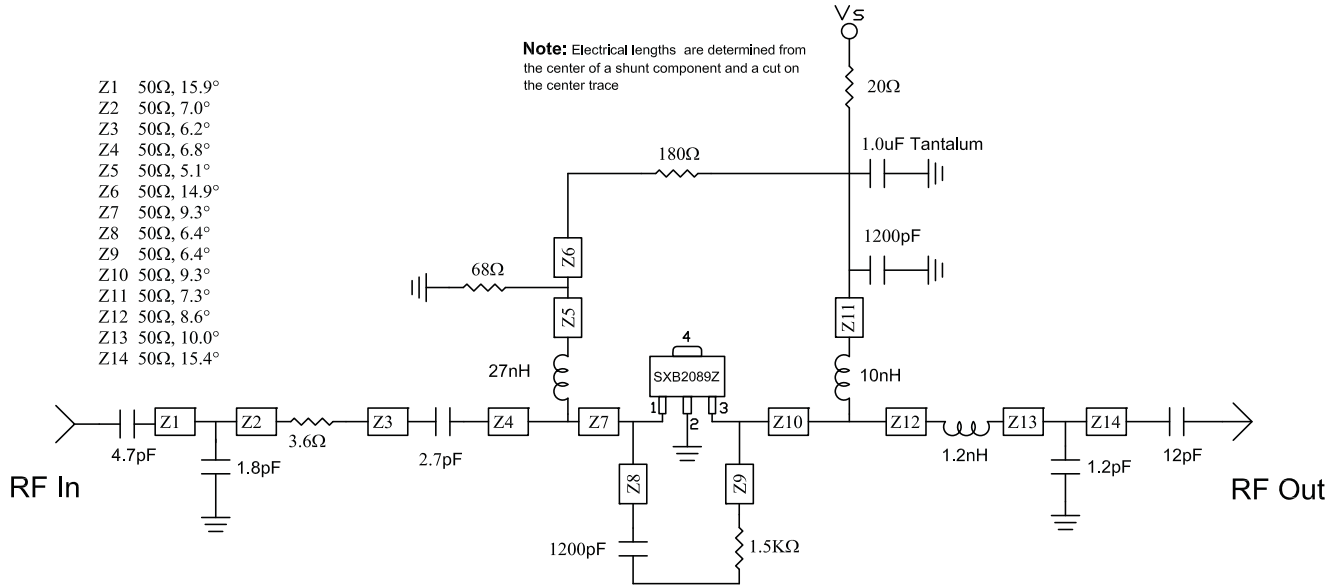 Vs
Note: Electrical lengths are determined from
the center of a shunt component and a cut on
the center trace
20Ω
Z1 50Ω, 15.9°
Z2 50Ω, 7.0°
Z3 50Ω, 6.2°
Z4 50Ω, 6.8°
Z5 50Ω, 5.1°
Z6 50Ω, 14.9°
Z7 50Ω, 9.3°
Z8 50Ω, 6.4°
Z9 50Ω, 6.4°
Z10 50Ω, 9.3°
Z11 50Ω, 7.3°
Z12 50Ω, 8.6°
Z13 50Ω, 10.0°
Z14 50Ω, 15.4°
1.0uF Tantalum
180Ω
1200pF
Z6
68Ω
Z5
Z11
4
27nH
SXB2089Z
10nH
1
2
3
Z1
Z2
3.6Ω
Z3
Z4
Z7
Z10
Z12
Z13
Z14
4.7pF
1.8pF
2.7pF
1.2nH
1.2pF
12pF
RF In
Z8
Z9
RF Out
1200pF
1.5KΩ